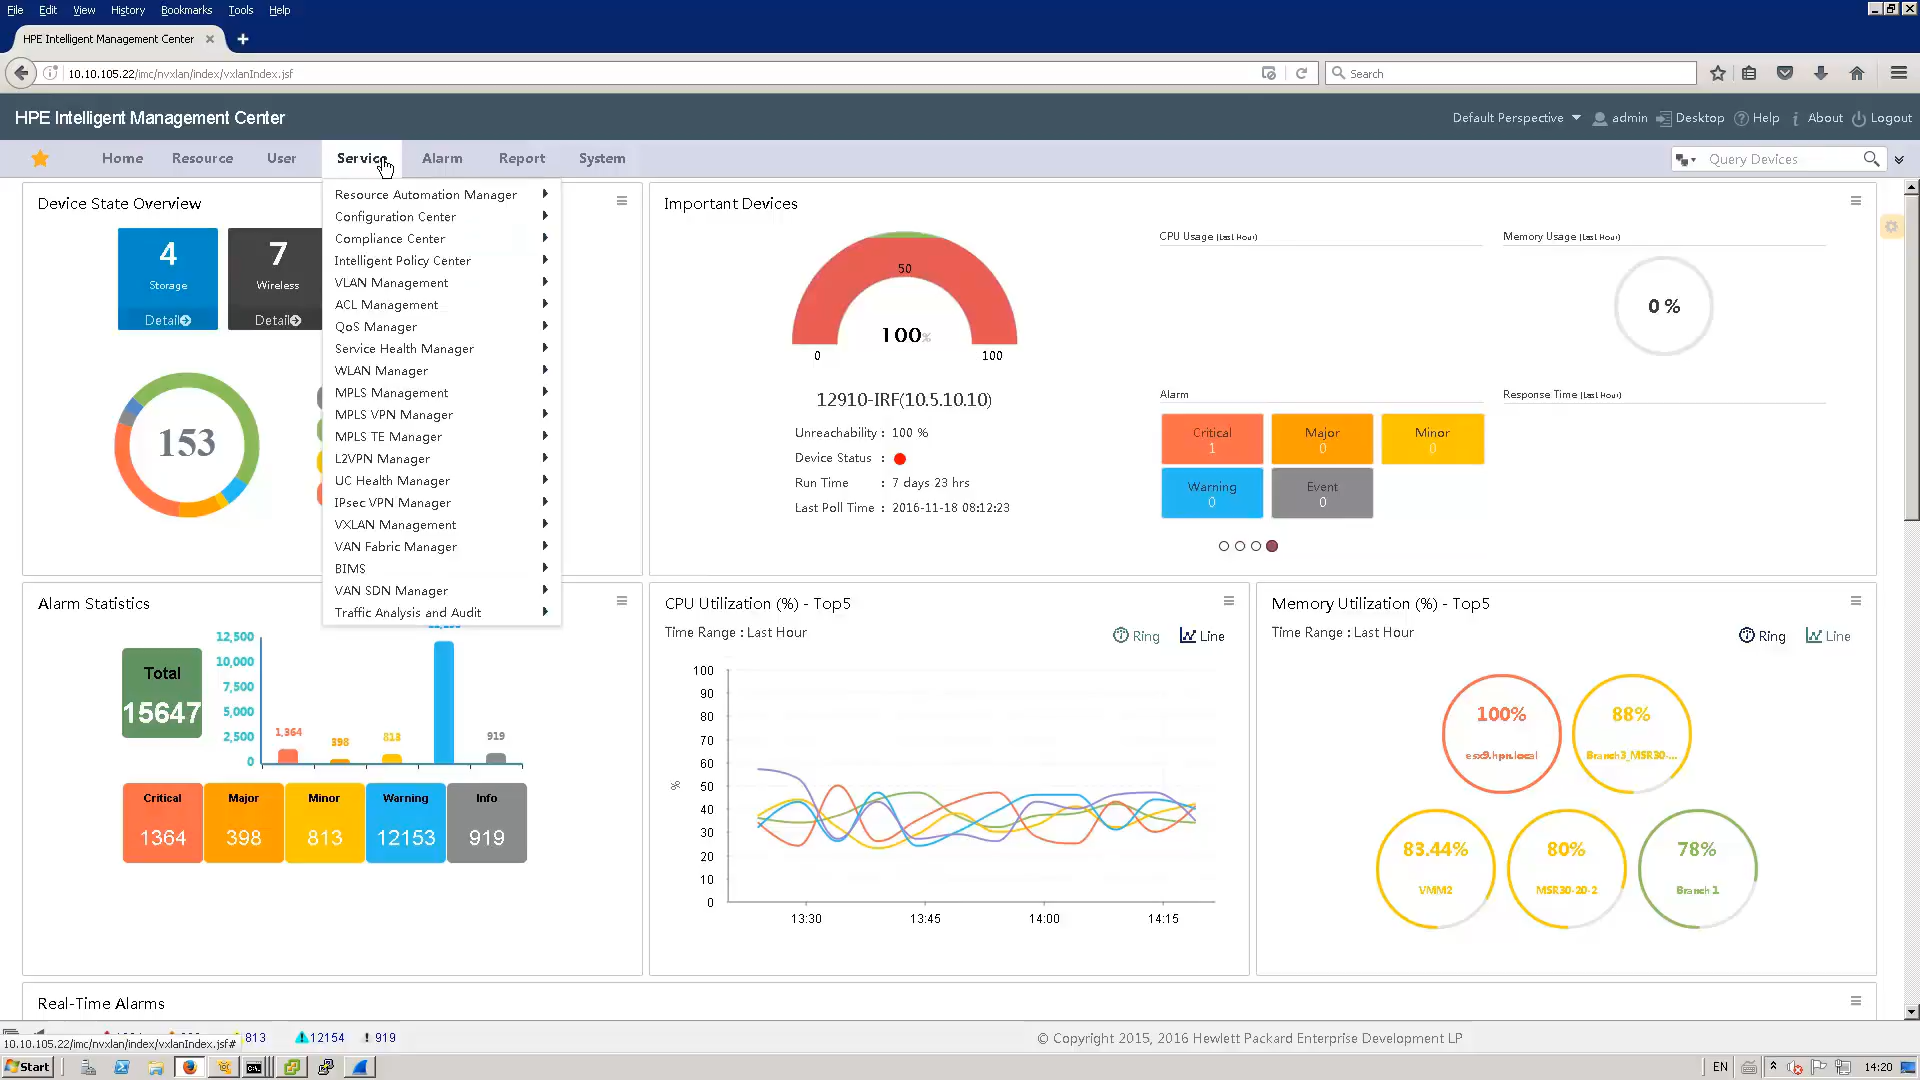 File Edit View History Bookmarks Tools Help
HPE Intelligent Management Center
10.10.105.22/imc/nvxlan/index/vxlanIndex.jsf
Search
HPE Intelligent Management Center
Default Perspective admin Desktop Help About Logout
Home Resource User Service Alarm Report System
Query Devices
Device State Overview
4
Storage
Detail
7
Wireless
Detail
153
Resource Automation Manager
Configuration Center
Compliance Center
Intelligent Policy Center
VLAN Management
ACL Management
QoS Manager
Service Health Manager
WLAN Manager
MPLS Management
MPLS VPN Manager
MPLS TE Manager
L2VPN Manager
UC Health Manager
IPsec VPN Manager
VXLAN Management
VAN Fabric Manager
BIMS
VAN SDN Manager
Traffic Analysis and Audit
Important Devices
50
100%
0 100
12910-IRF(10.5.10.10)
Unreachability : 100 %
Device Status :
Run Time : 7 days 23 hrs
Last Poll Time : 2016-11-18 08:12:23
CPU Usage (Last Hour)
Memory Usage (Last Hour)
0 %
Alarm
Critical
1
Major
0
Minor
0
Warning
0
Event
0
Response Time (Last Hour)
Alarm Statistics
Total
15647
12,500
10,000
7,500
5,000
2,500
0
1,364
398
813
919
Critical
1364
Major
398
Minor
813
Warning
12153
Info
919
CPU Utilization (%) - Top5
Time Range : Last Hour
Ring Line
100
90
80
70
60
50
40
30
20
10
0
%
13:30 13:45 14:00 14:15
Memory Utilization (%) - Top5
Time Range : Last Hour
Ring Line
100%
esx9.hpn.local
88%
Branch3_MSR30-...
83.44%
VMM2
80%
MSR30-20-2
78%
Branch 1
Real-Time Alarms
813 12154 919
© Copyright 2015, 2016 Hewlett Packard Enterprise Development LP
10.10.105.22/imc/nvxlan/index/vxlanIndex.jsf#
Start
EN
14:20